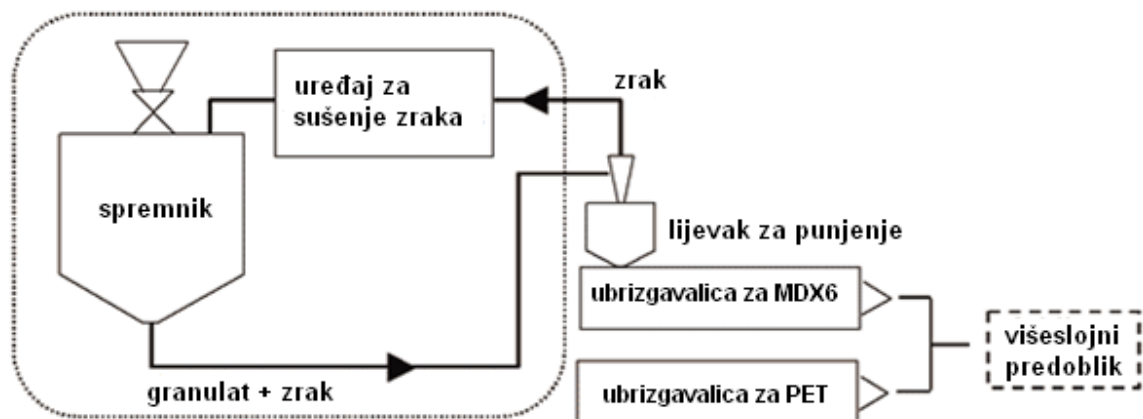 uređaj za
sušenje zraka
zrak
spremnik
lijevak za punjenje
ubrizgavalica za MDX6
višeslojni
predoblik
granulat + zrak
ubrizgavalica za PET